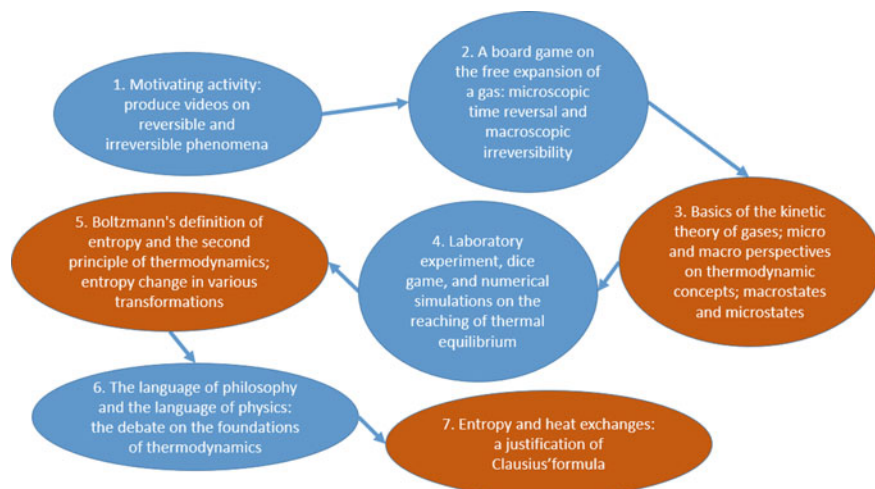 1. Motivating activity:
produce videos on
reversible and
irreversible phenomena
2. A board game on
the free expansion of
a gas: microscopic
time reversal and
macroscopic
irreversibility
3. Basics of the kinetic
theory of gases; micro
and macro perspectives
on thermodynamic
concepts; macrostates
and microstates
4. Laboratory
experiment, dice
game, and numerical
simulations on the
reaching of thermal
equilibrium
5. Boltzmann's definition of
entropy and the second
principle of thermodynamics;
entropy change in various
transformations
6. The language of philosophy
and the language of physics:
the debate on the foundations
of thermodynamics
7. Entropy and heat exchanges:
a justification of
Clausius'formula